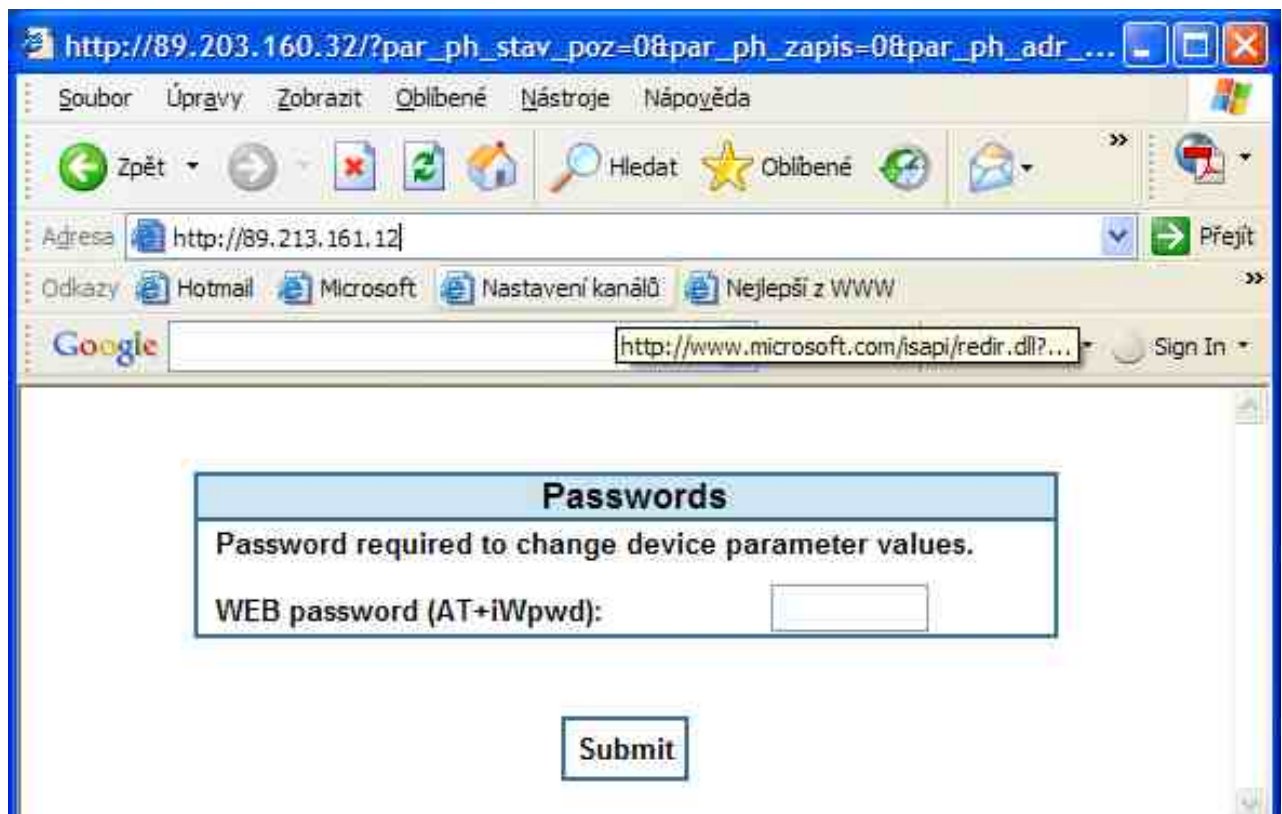 http://89.203.160.32/?par_ph_stav_poz=0&par_ph_zapis=0&par_ph_adr_...
Soubor Úpravy Zobrazit Oblíbené Nástroje Nápověda
Zpět Hledat Oblíbené »
Adresa http://89.213.161.12 Přejít
Odkazy Hotmail Microsoft Nastavení kanálů Nejlepší z WWW »
Google http://www.microsoft.com/isapi/redir.dll?... Sign In
Passwords
Password required to change device parameter values.
WEB password (AT+iWpwd):
Submit